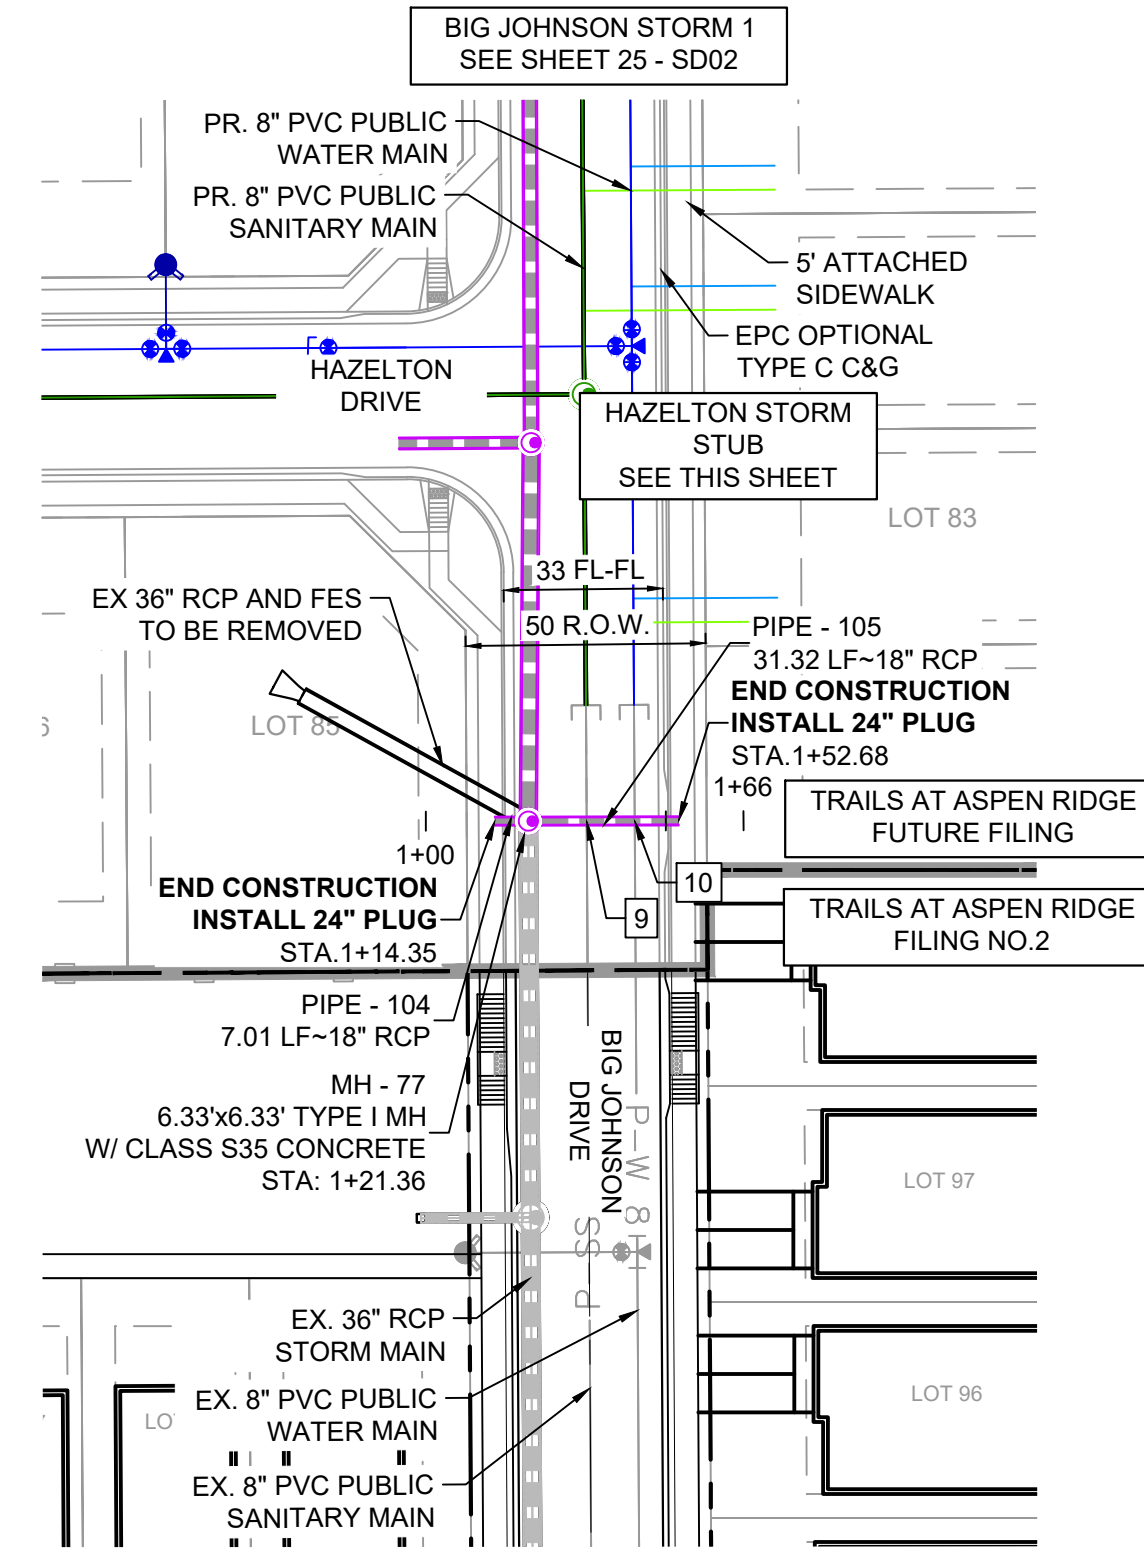 BIG JOHNSON STORM 1
SEE SHEET 25 - SD02
PR. 8" PVC PUBLIC
WATER MAIN
PR. 8" PVC PUBLIC
SANITARY MAIN
5' ATTACHED
SIDEWALK
EPC OPTIONAL
TYPE C C&G
HAZELTON
DRIVE
HAZELTON STORM
STUB
SEE THIS SHEET
LOT 83
33 FL-FL
EX 36" RCP AND FES
TO BE REMOVED
50 R.O.W.
PIPE - 105
31.32 LF~18" RCP
END CONSTRUCTION
INSTALL 24" PLUG
STA.1+52.68
LOT 85
1+66
TRAILS AT ASPEN RIDGE
FUTURE FILING
1+00
END CONSTRUCTION
INSTALL 24" PLUG
STA.1+14.35
10
9
TRAILS AT ASPEN RIDGE
FILING NO.2
PIPE - 104
7.01 LF~18" RCP
MH - 77
6.33'x6.33' TYPE I MH
W/ CLASS S35 CONCRETE
STA: 1+21.36
BIG JOHNSON
DRIVE
P-W 8
SS P
LOT 97
EX. 36" RCP
STORM MAIN
EX. 8" PVC PUBLIC
WATER MAIN
LOT 96
EX. 8" PVC PUBLIC
SANITARY MAIN